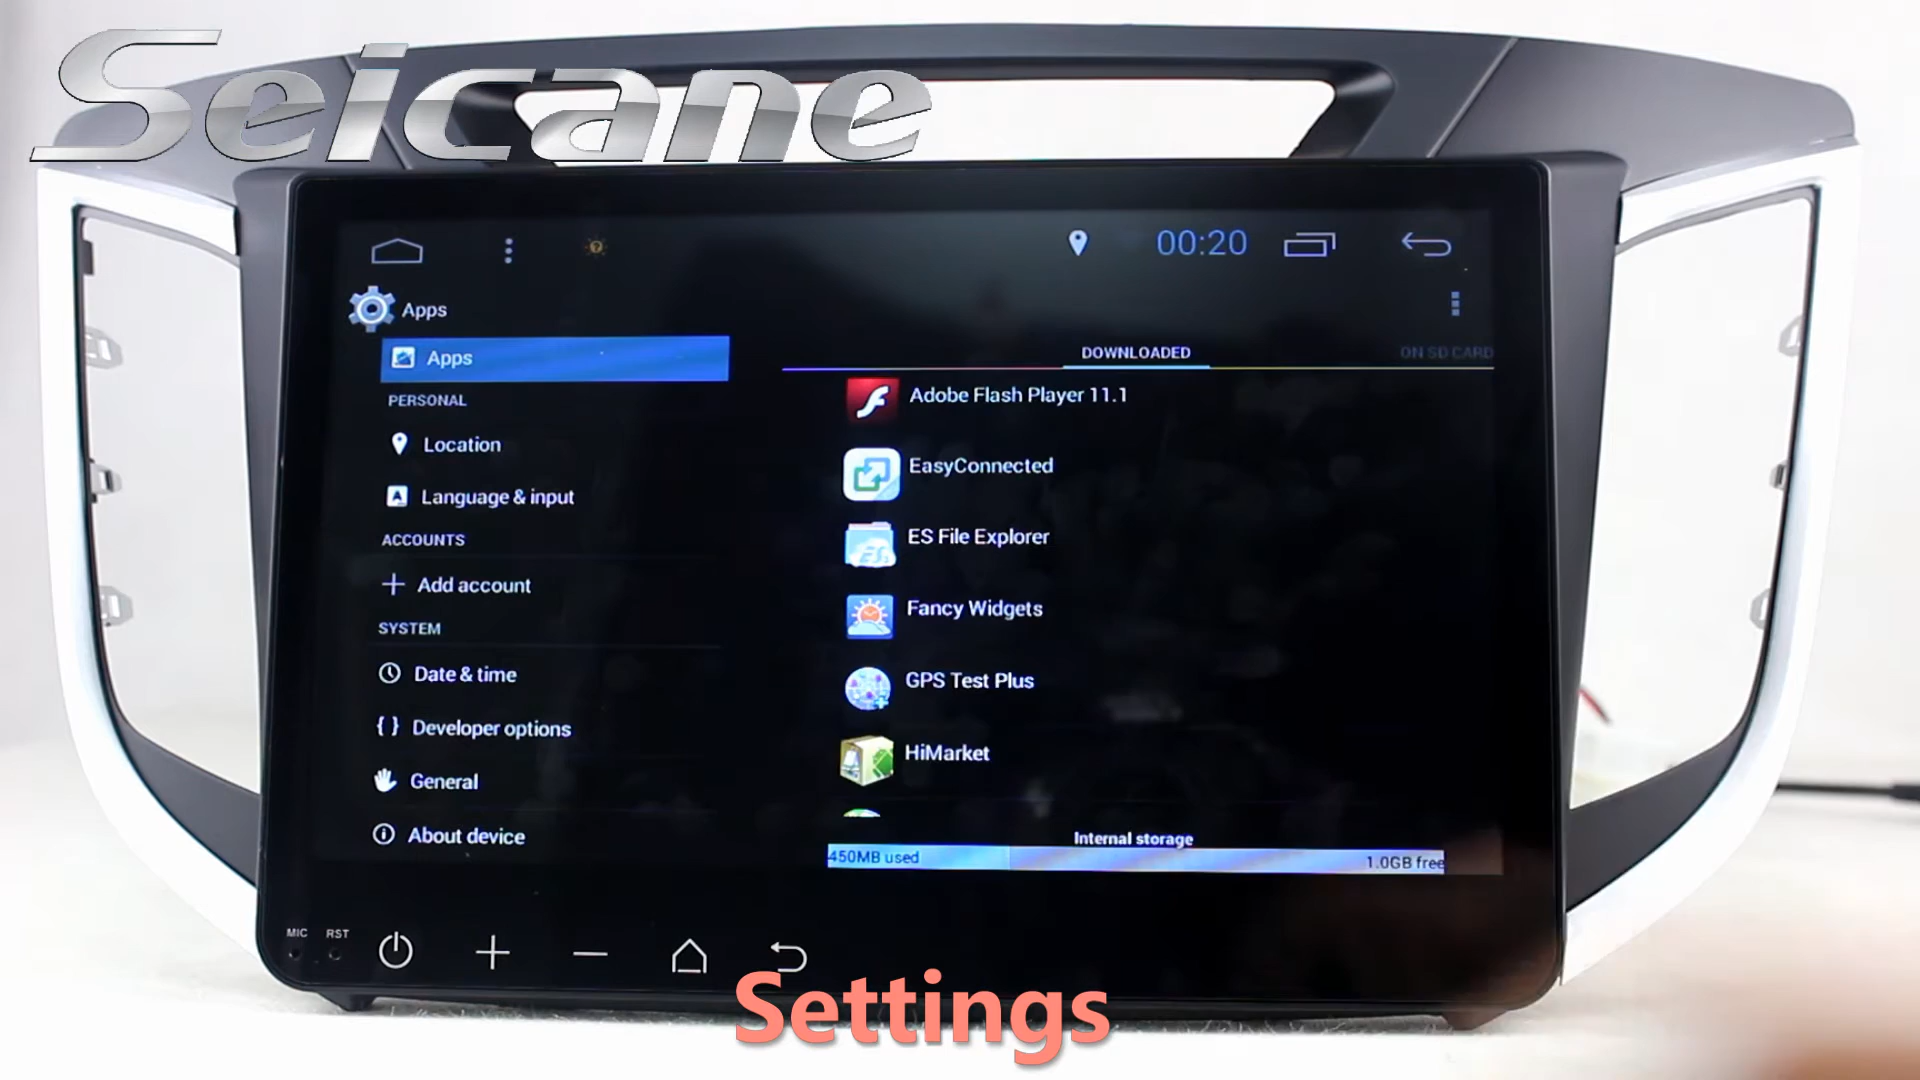 Seicane
00:20
Apps
Apps
PERSONAL
Location
Language & input
ACCOUNTS
Add account
SYSTEM
Date & time
Developer options
General
About device
DOWNLOADED
ON SD CARD
Adobe Flash Player 11.1
EasyConnected
ES File Explorer
Fancy Widgets
GPS Test Plus
HiMarket
Internal storage
450MB used
1.0GB free
MIC
RST
Settings